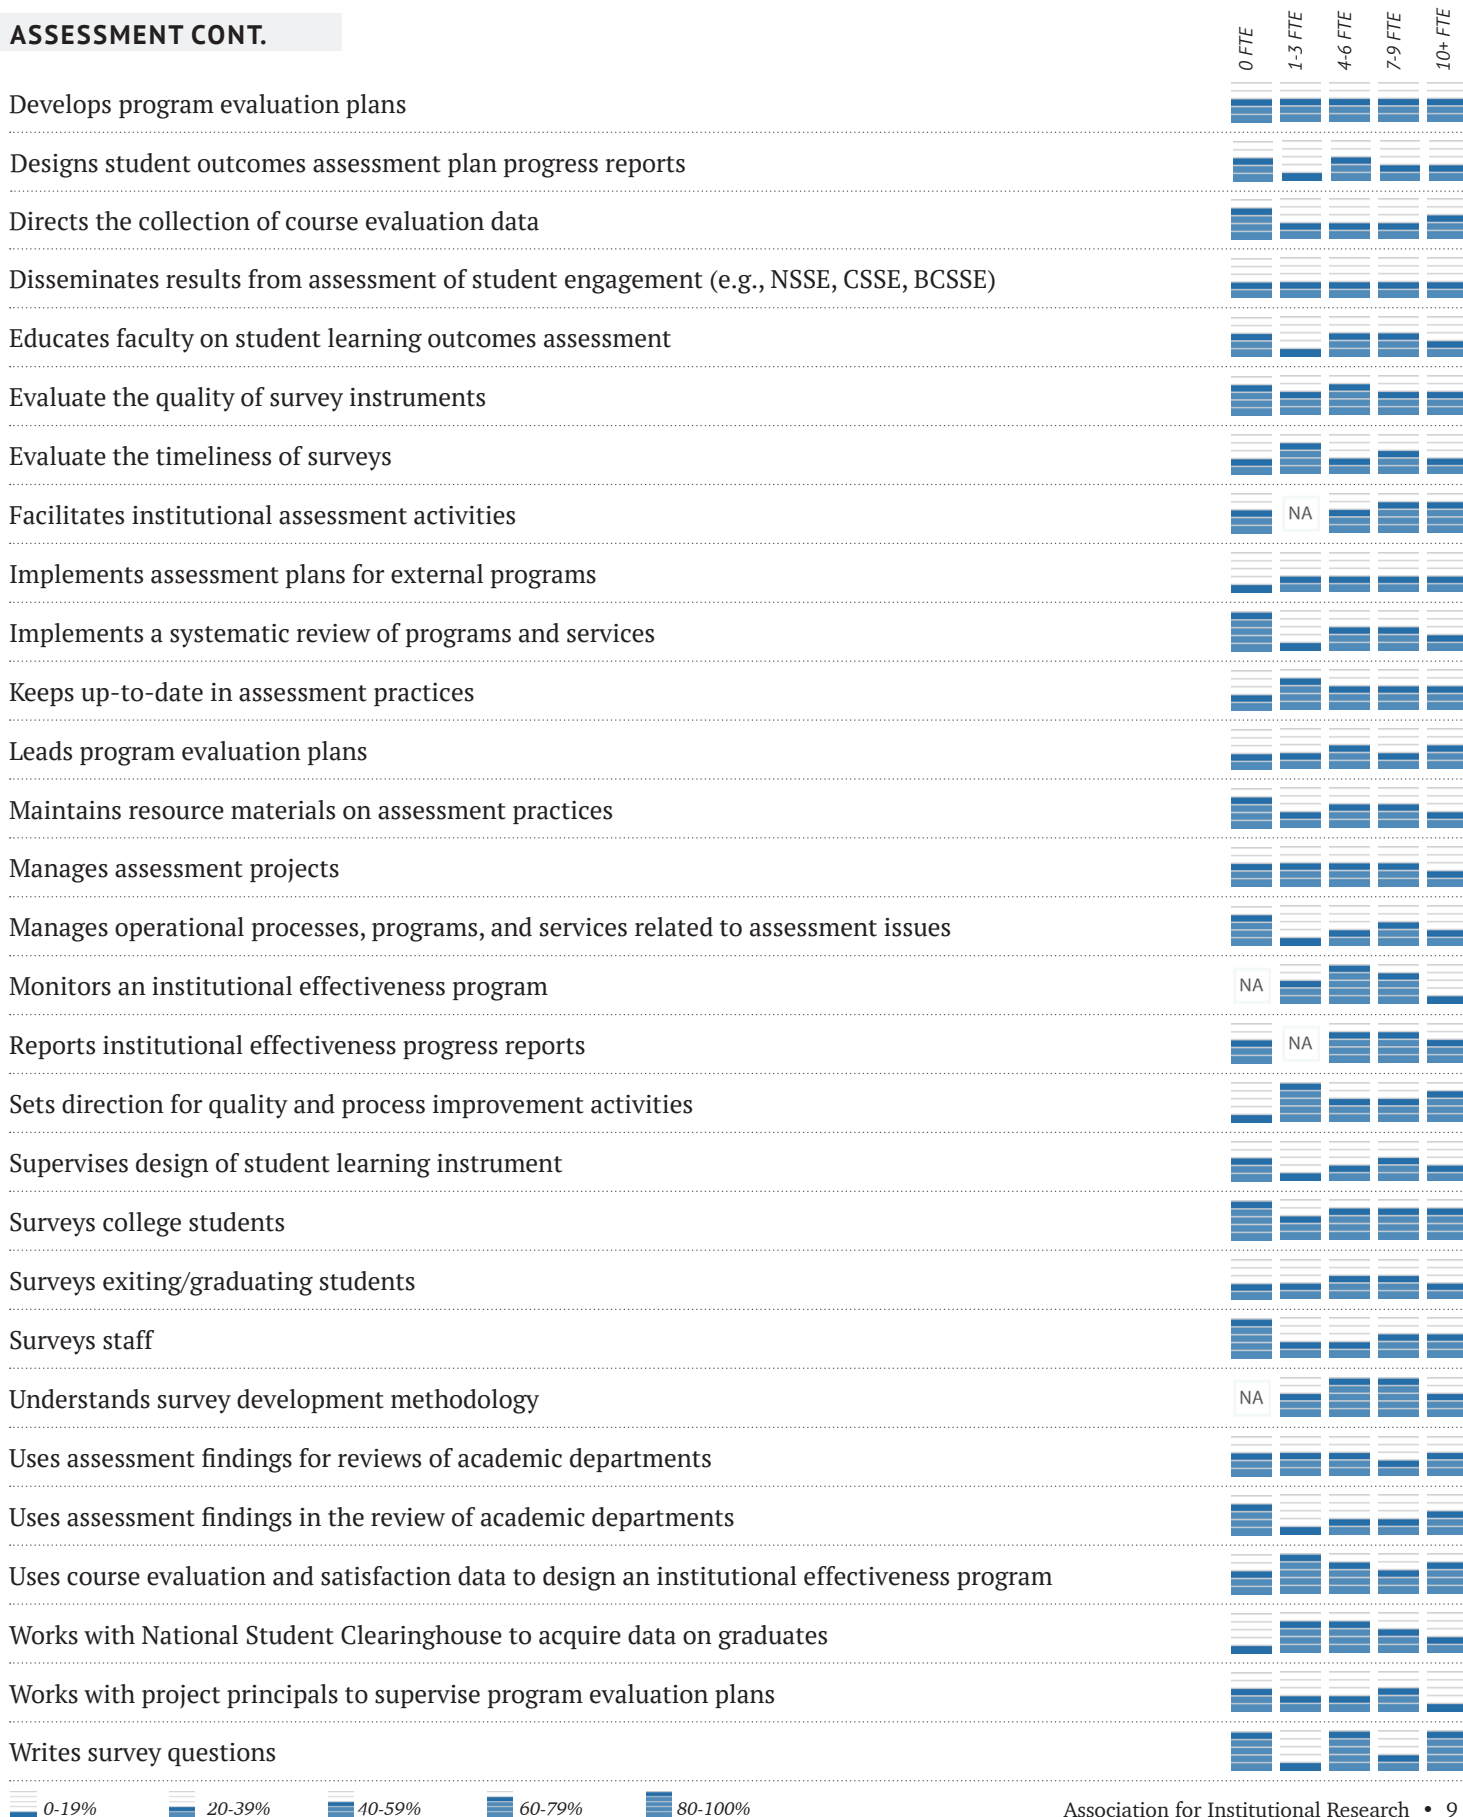 ASSESSMENT CONT.
0 FTE
1-3 FTE
4-6 FTE
7-9 FTE
10+ FTE
Develops program evaluation plans
Designs student outcomes assessment plan progress reports
Directs the collection of course evaluation data
Disseminates results from assessment of student engagement (e.g., NSSE, CSSE, BCSSE)
Educates faculty on student learning outcomes assessment
Evaluate the quality of survey instruments
Evaluate the timeliness of surveys
Facilitates institutional assessment activities
NA
Implements assessment plans for external programs
Implements a systematic review of programs and services
Keeps up-to-date in assessment practices
Leads program evaluation plans
Maintains resource materials on assessment practices
Manages assessment projects
Manages operational processes, programs, and services related to assessment issues
Monitors an institutional effectiveness program
NA
Reports institutional effectiveness progress reports
NA
Sets direction for quality and process improvement activities
Supervises design of student learning instrument
Surveys college students
Surveys exiting/graduating students
Surveys staff
Understands survey development methodology
NA
Uses assessment findings for reviews of academic departments
Uses assessment findings in the review of academic departments
Uses course evaluation and satisfaction data to design an institutional effectiveness program
Works with National Student Clearinghouse to acquire data on graduates
Works with project principals to supervise program evaluation plans
Writes survey questions
0-19%
20-39%
40-59%
60-79%
80-100%
Association for Institutional Research • 9